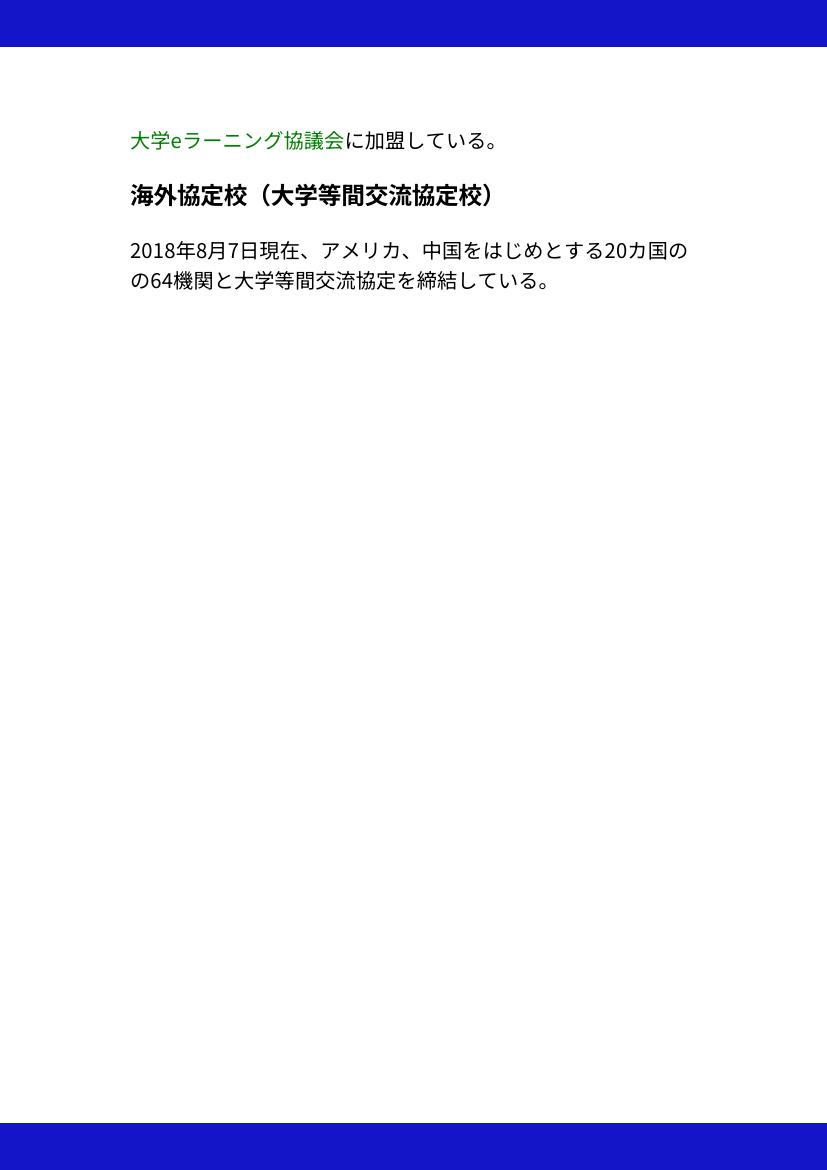 大学eラーニング協議会に加盟している。
海外協定校（大学等間交流協定校）
2018年8月7日現在、アメリカ、中国をはじめとする20カ国の
の64機関と大学等間交流協定を締結している。